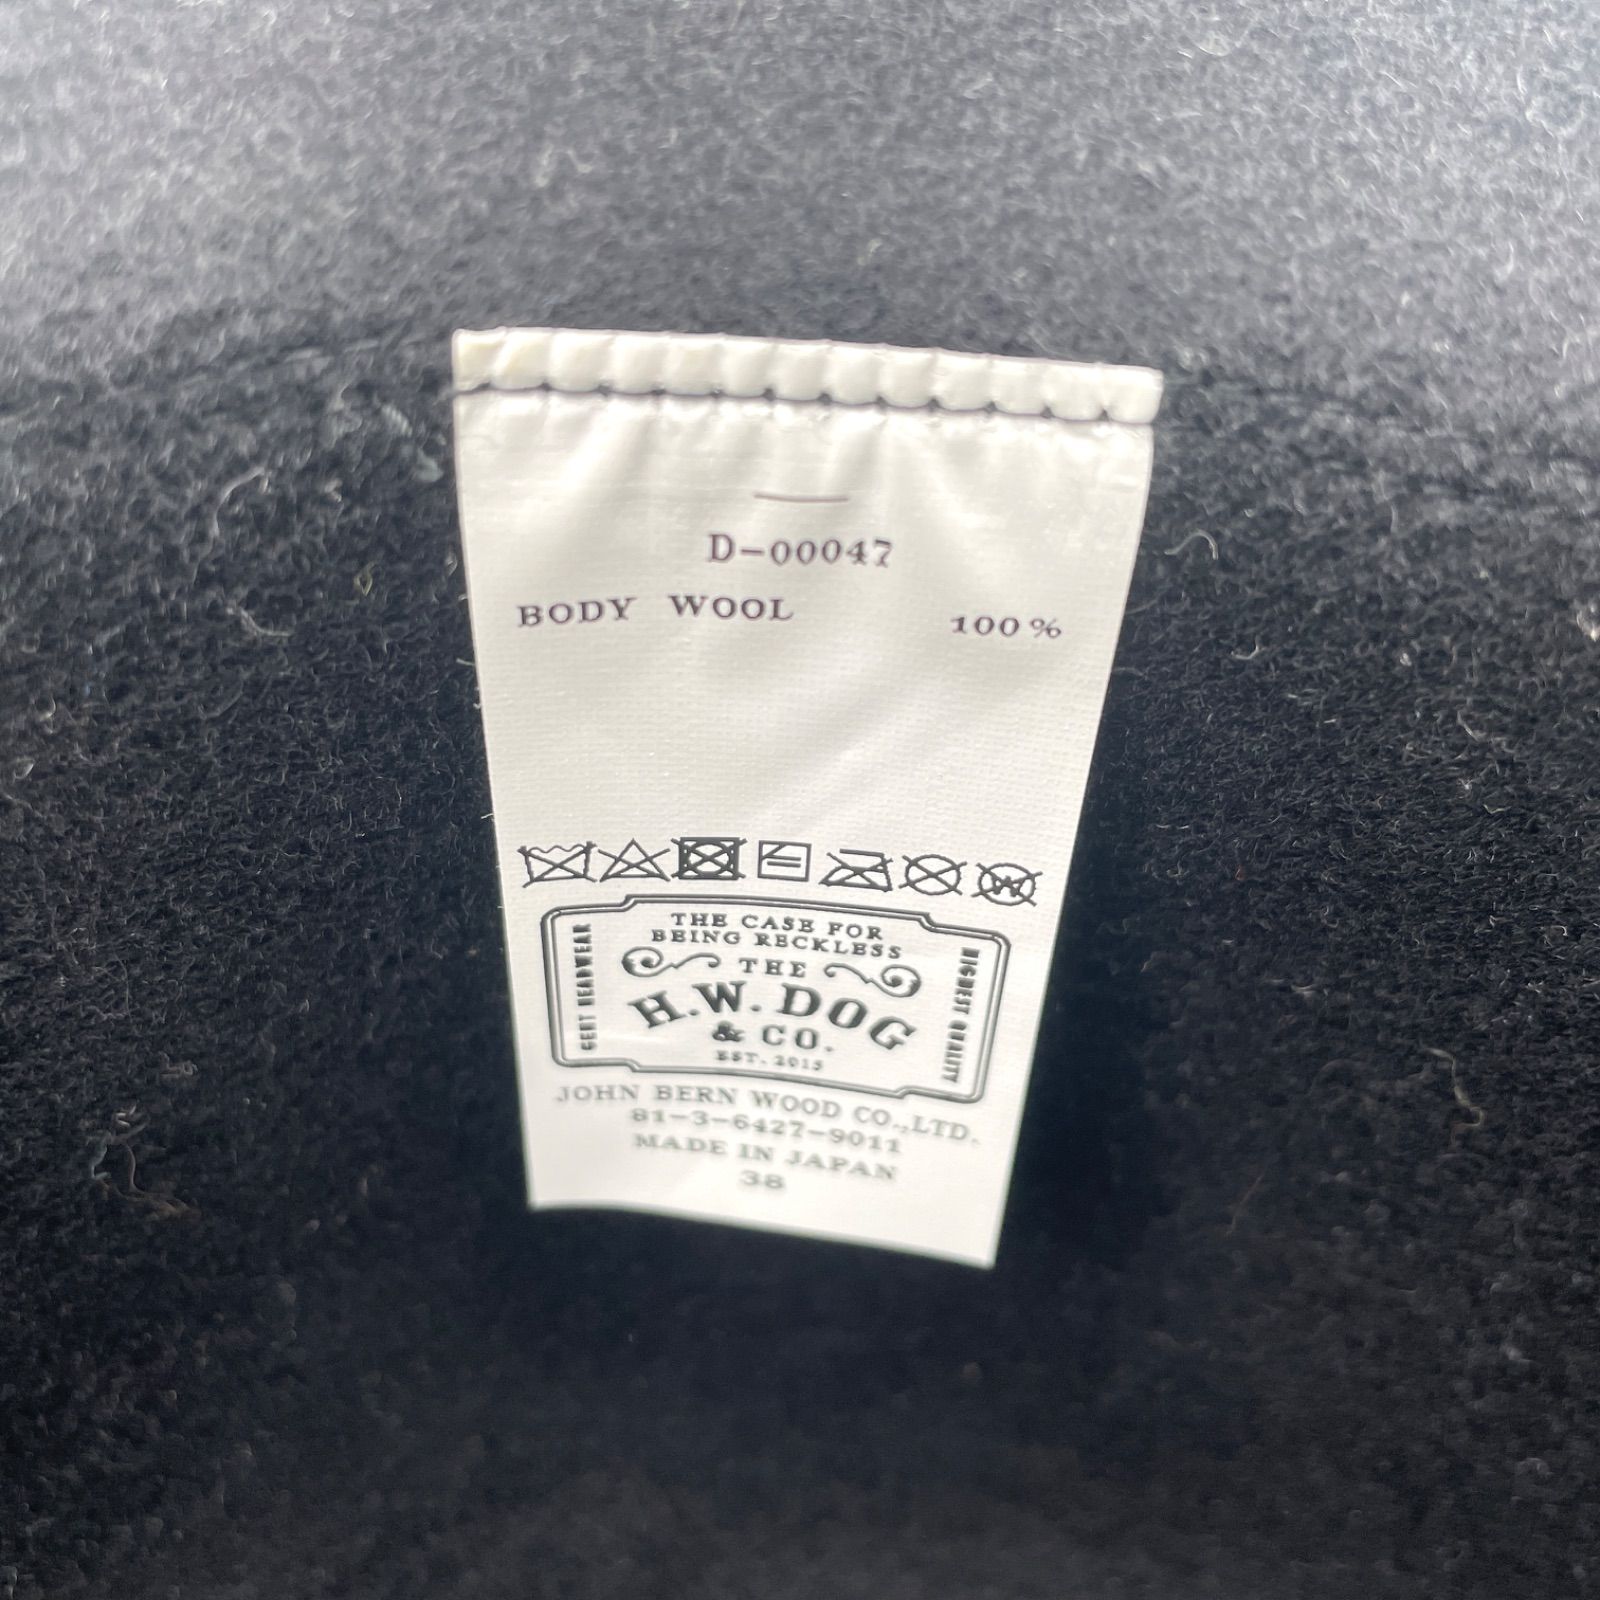 D-00047
BODY WOOL 100%
THE CASE FOR
BEING RECKLESS
THE
H.W.DOG
& CO.
EST. 2015
GENT HEADWEAR
HIGHEST QUALITY
JOHN BERN WOOD CO.,LTD.
81-3-6427-9011
MADE IN JAPAN
38